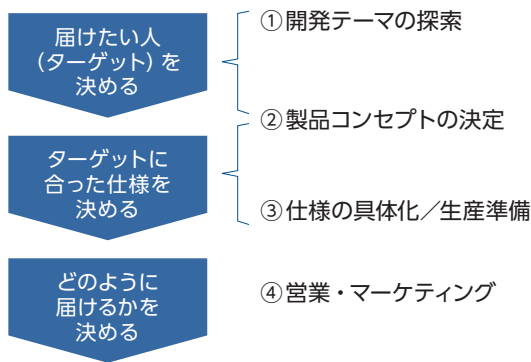 届けたい人
（ターゲット）を
決める
①開発テーマの探索
②製品コンセプトの決定
ターゲットに
合った仕様を
決める
③仕様の具体化／生産準備
どのように
届けるかを
決める
④営業・マーケティング